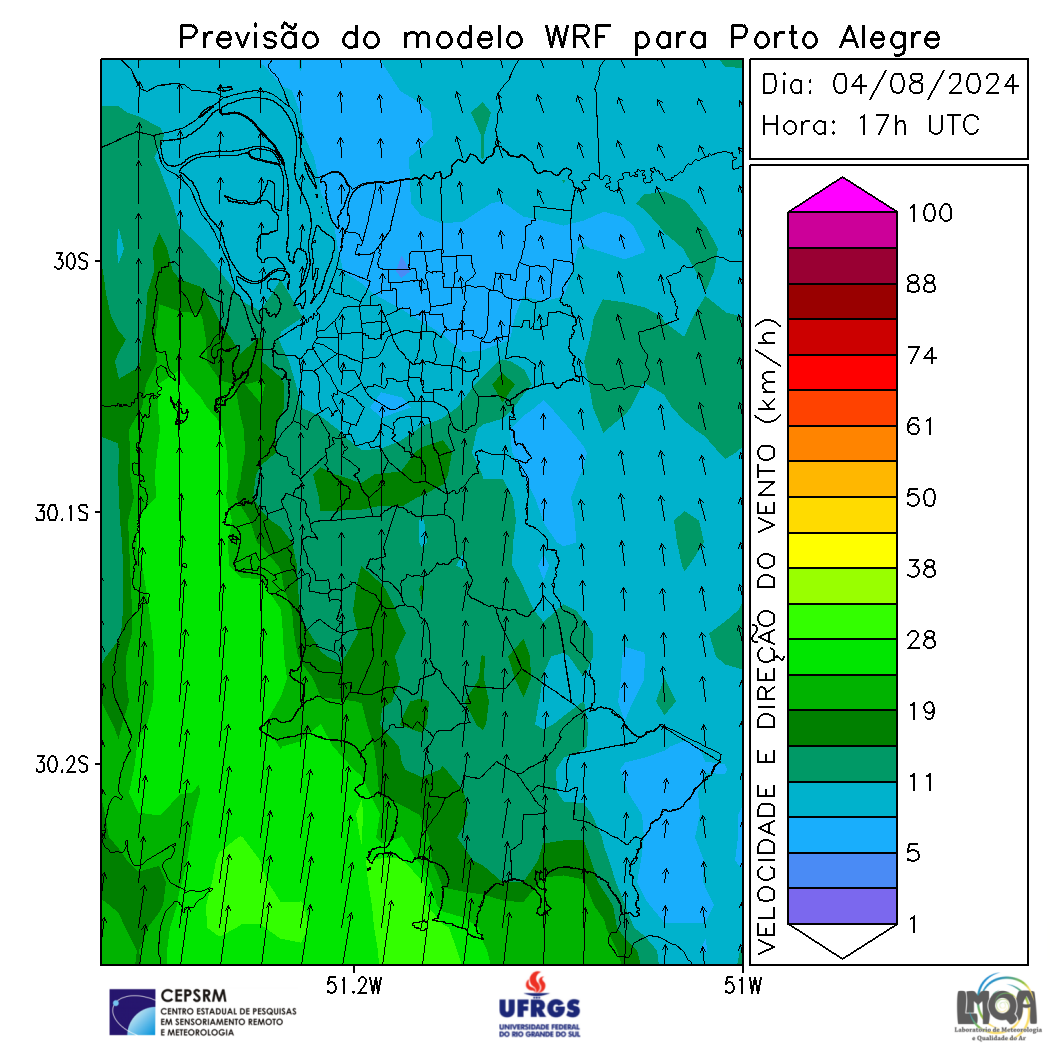 Previsão do modelo WRF para Porto Alegre
Dia: 04/08/2024
Hora: 17h UTC
30S
30.1S
30.2S
51.2W
51W
VELOCIDADE E DIREÇÃO DO VENTO (km/h)
100
88
74
61
50
38
28
19
11
5
1
CEPSRM
CENTRO ESTADUAL DE PESQUISAS
EM SENSORIAMENTO REMOTO
E METEOROLOGIA
UFRGS
UNIVERSIDADE FEDERAL
DO RIO GRANDE DO SUL
LMQA
Laboratório de Meteorologia
e Qualidade do Ar